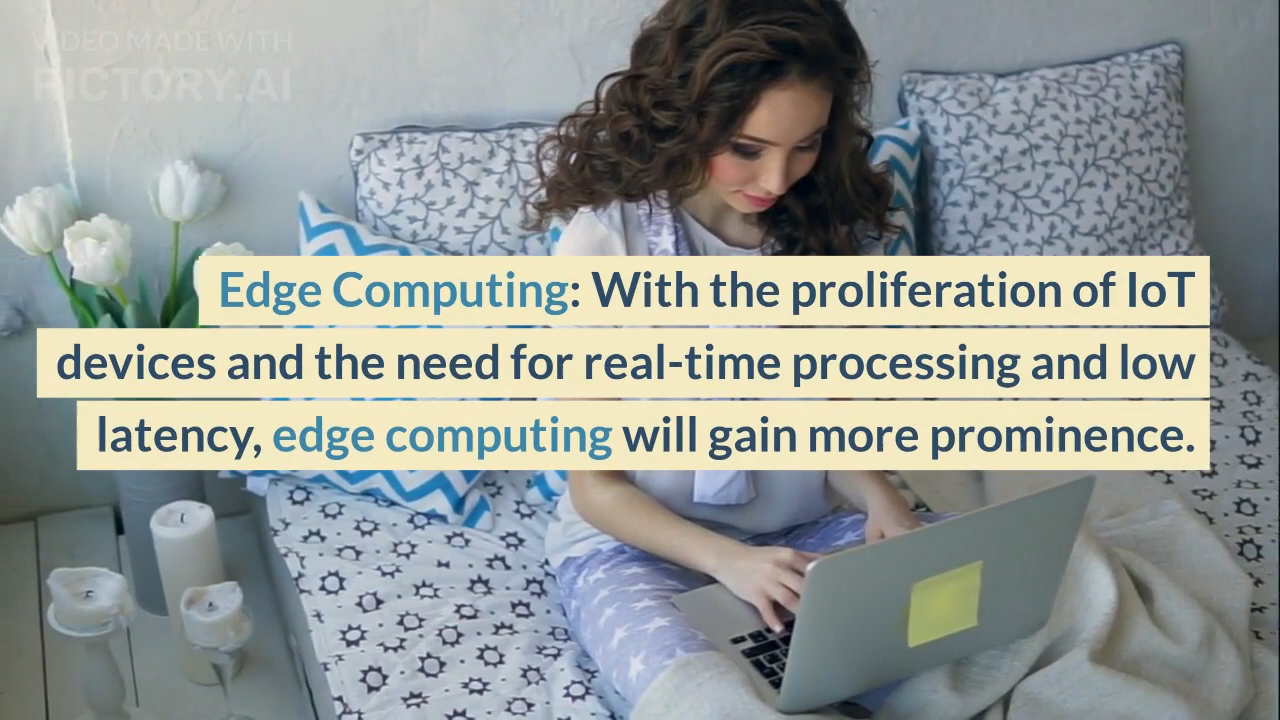 VIDEO MADE WITH
PICTORY.AI
Edge Computing: With the proliferation of IoT
devices and the need for real-time processing and low
latency, edge computing will gain more prominence.